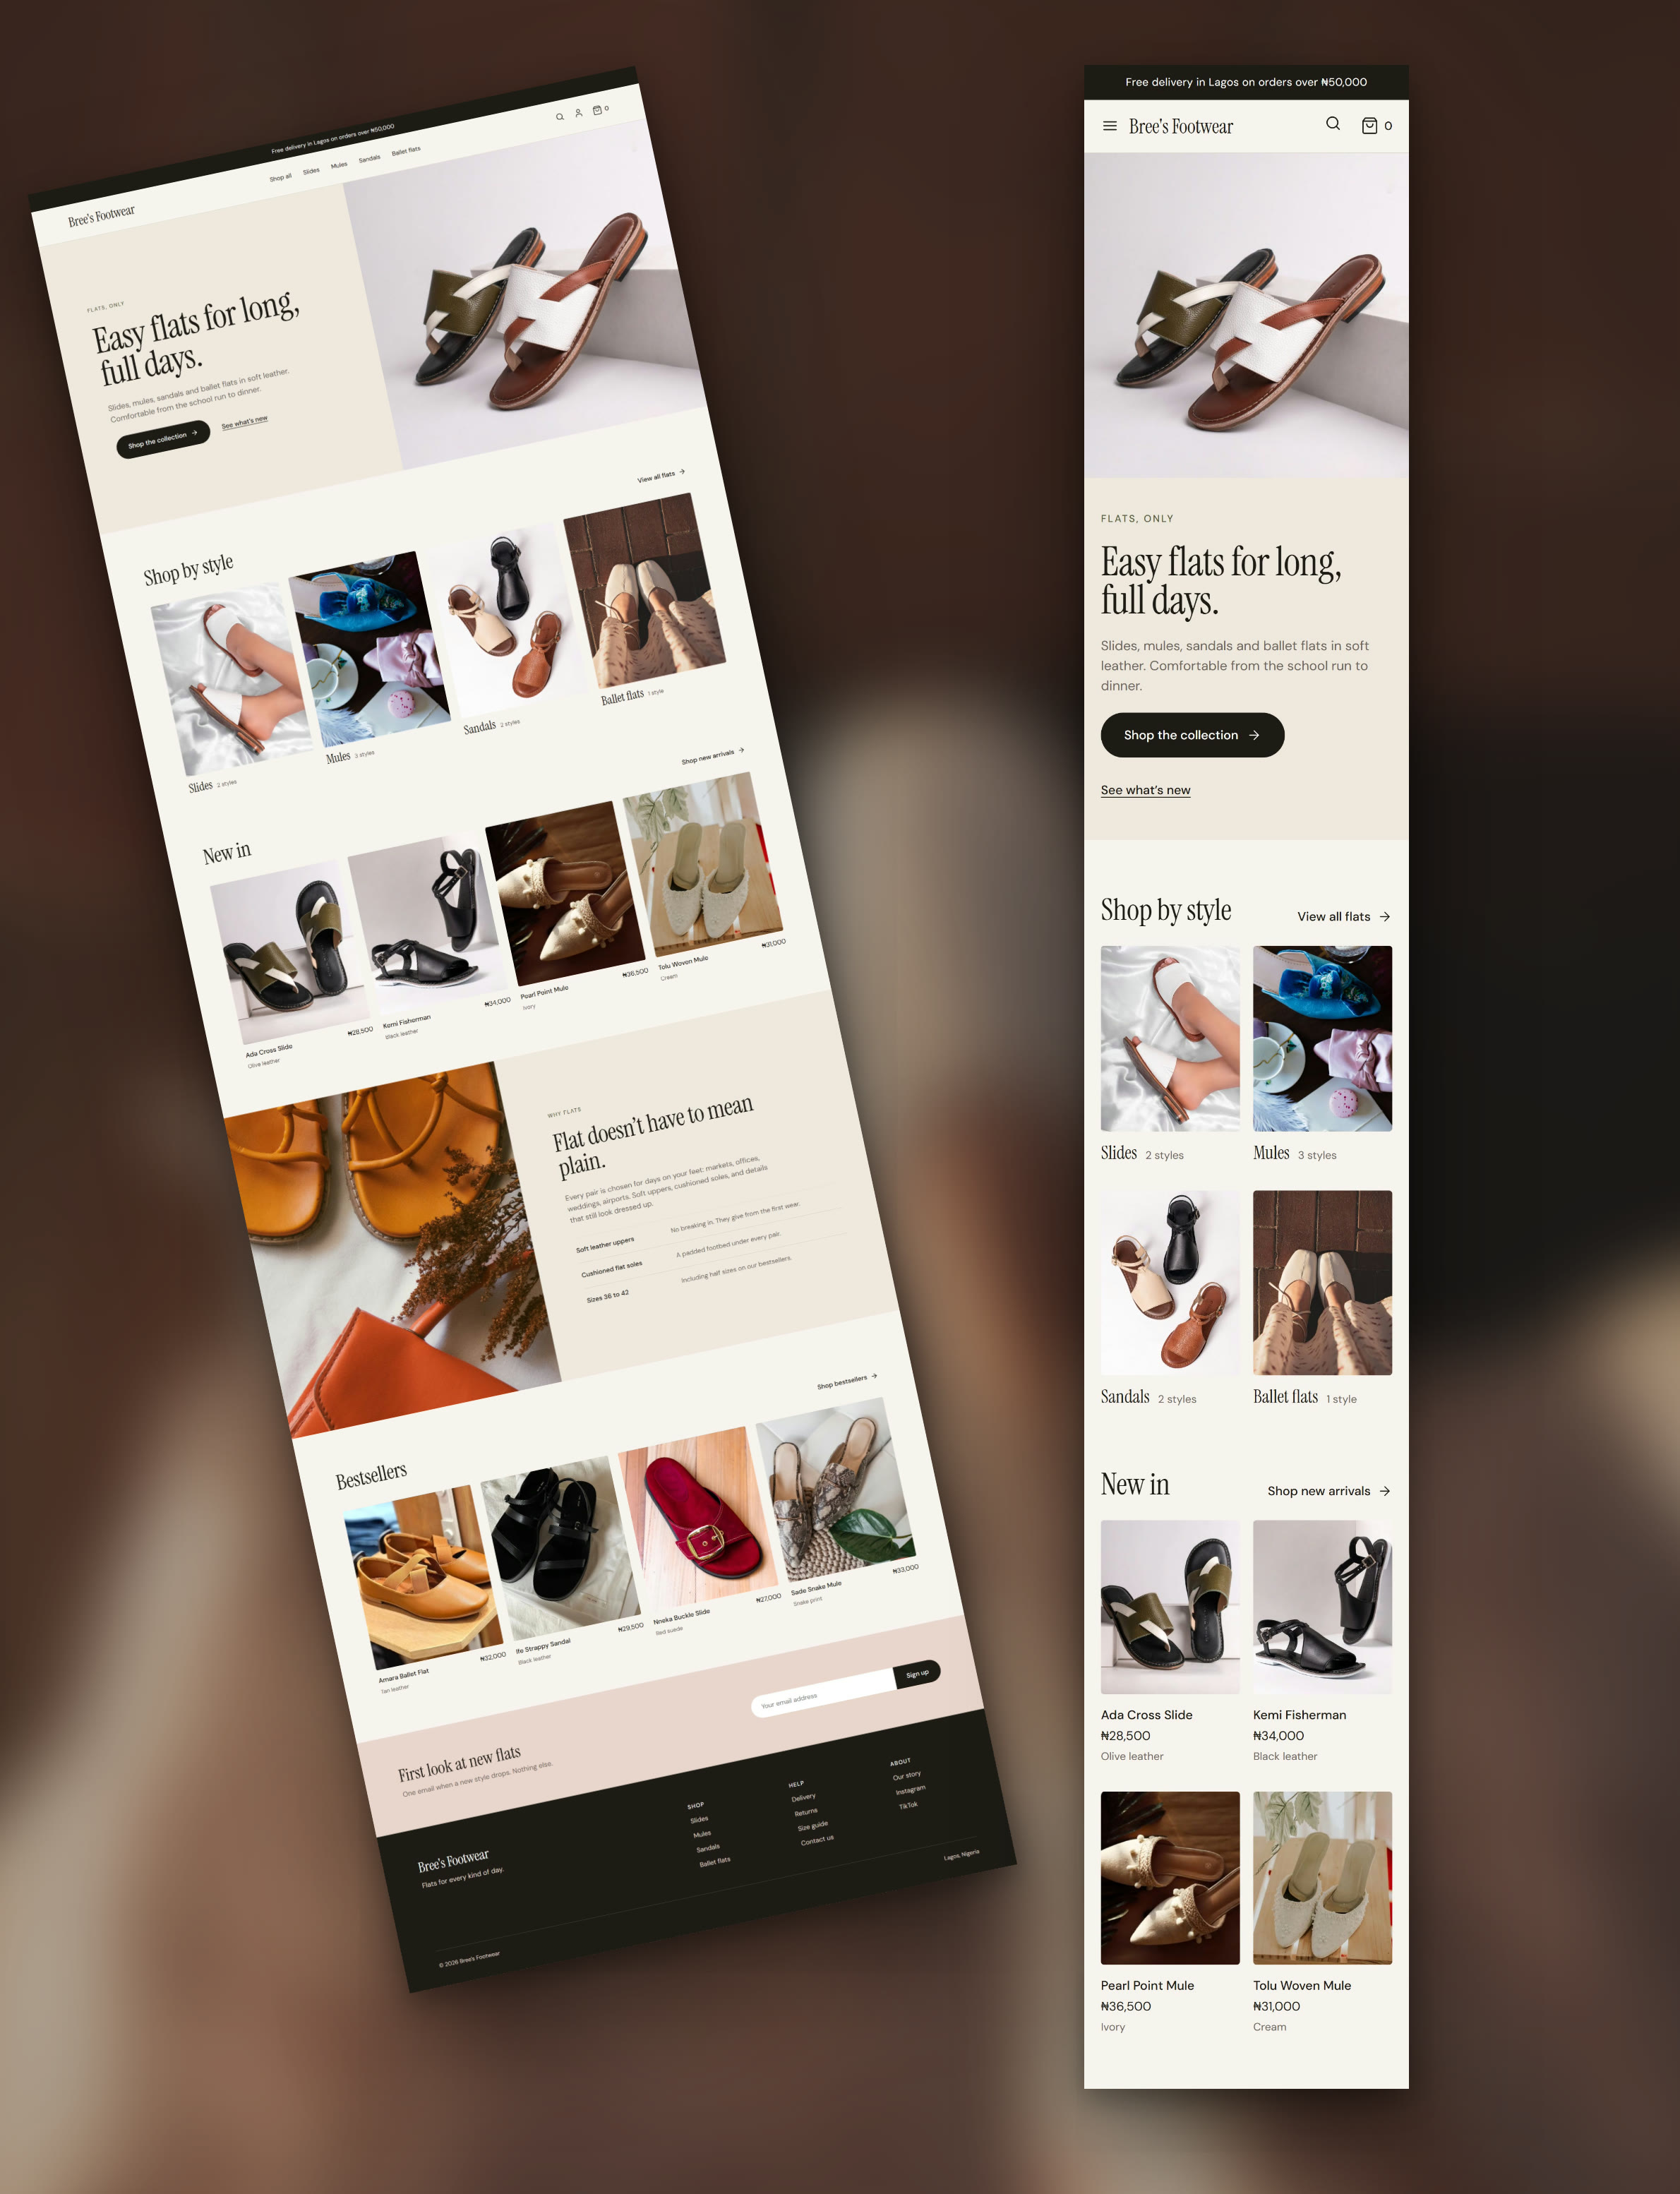 Free delivery in Lagos on orders over ₦50,000
Bree's Footwear
Shop all Slides Mules Sandals Ballet flats
0
FLATS, ONLY
Easy flats for long,
full days.
Slides, mules, sandals and ballet flats in soft leather.
Comfortable from the school run to dinner.
Shop the collection →
See what's new
Shop by style
View all flats →
Slides 2 styles
Mules 3 styles
Sandals 2 styles
Ballet flats 1 style
New in
Shop new arrivals →
Ada Cross Slide ₦28,500
Olive leather
Kemi Fisherman ₦34,000
Black leather
Pearl Point Mule ₦36,500
Ivory
Tolu Woven Mule ₦31,000
Cream
WHY FLATS
Flat doesn't have to mean
plain.
Every pair is chosen for days on your feet: markets, offices,
weddings, airports. Soft uppers, cushioned soles, and details
that still look dressed up.
Soft leather uppers No breaking in. They give from the first wear.
Cushioned flat soles A padded footbed under every pair.
Sizes 36 to 42 Including half sizes on our bestsellers.
Bestsellers
Shop bestsellers →
Amara Ballet Flat ₦32,000
Tan leather
Ife Strappy Sandal ₦29,500
Black leather
Nneka Buckle Slide ₦27,000
Red suede
Sade Snake Mule ₦33,000
Snake print
First look at new flats
One email when a new style drops. Nothing else.
Your email address
Sign up
Bree's Footwear
Flats for every kind of day.
SHOP
Slides
Mules
Sandals
Ballet flats
HELP
Delivery
Returns
Size guide
Contact us
ABOUT
Our story
Instagram
TikTok
© 2026 Bree's Footwear
Lagos, Nigeria
Free delivery in Lagos on orders over ₦50,000
Bree's Footwear
0
FLATS, ONLY
Easy flats for long,
full days.
Slides, mules, sandals and ballet flats in soft
leather. Comfortable from the school run to
dinner.
Shop the collection →
See what's new
Shop by style
View all flats →
Slides 2 styles
Mules 3 styles
Sandals 2 styles
Ballet flats 1 style
New in
Shop new arrivals →
Ada Cross Slide
₦28,500
Olive leather
Kemi Fisherman
₦34,000
Black leather
Pearl Point Mule
₦36,500
Ivory
Tolu Woven Mule
₦31,000
Cream